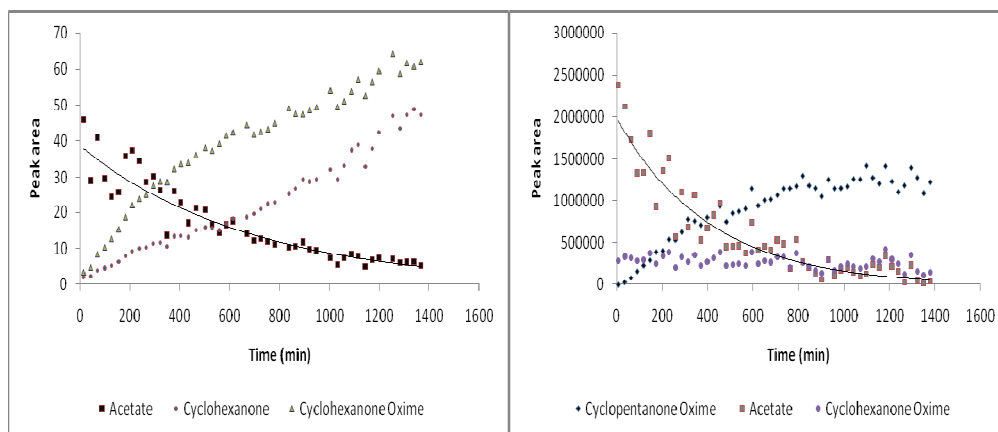 Peak area
70
60
50
40
30
20
10
0
0 200 400 600 800 1000 1200 1400 1600
Time (min)
Acetate Cyclohexanone Cyclohexanone Oxime
Peak area
3000000
2500000
2000000
1500000
1000000
500000
0
0 200 400 600 800 1000 1200 1400 1600
Time (min)
Cyclopentanone Oxime Acetate Cyclohexanone Oxime